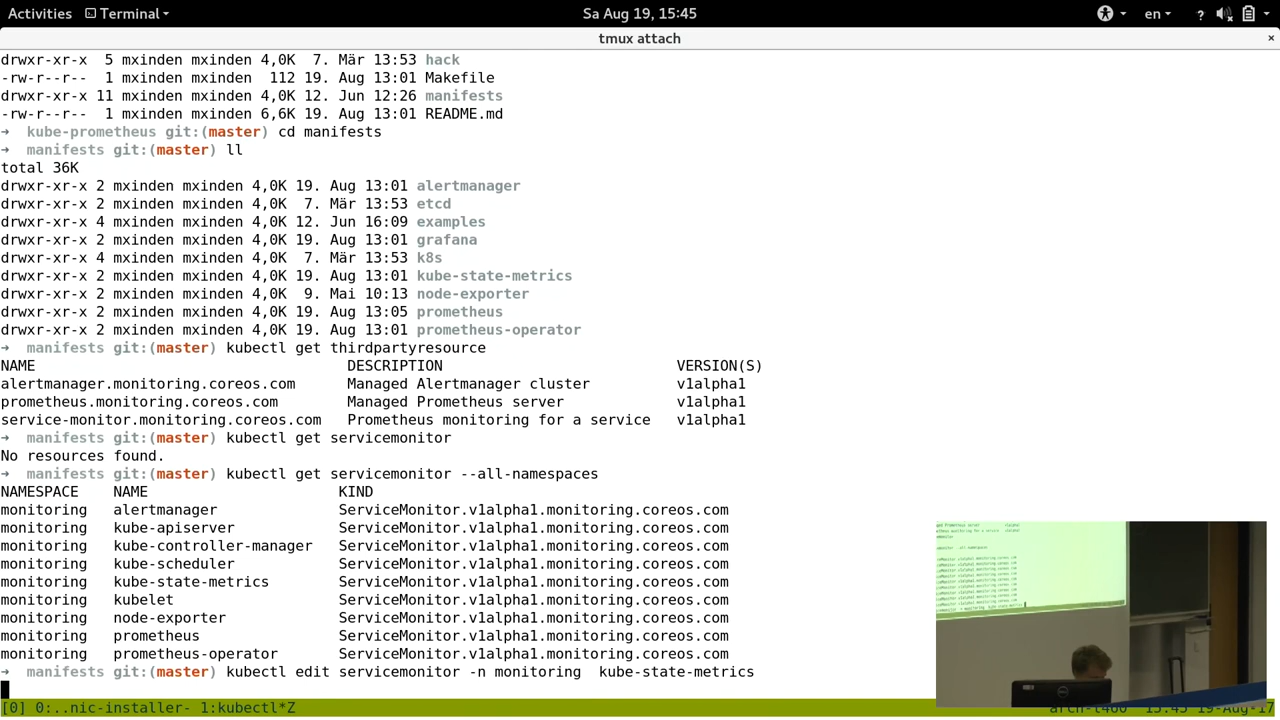 Activities Terminal Sa Aug 19, 15:45 en ?
tmux attach ×
drwxr-xr-x  5 mxinden mxinden 4,0K  7. Mär 13:53 hack
-rw-r--r--  1 mxinden mxinden  112 19. Aug 13:01 Makefile
drwxr-xr-x 11 mxinden mxinden 4,0K 12. Jun 12:26 manifests
-rw-r--r--  1 mxinden mxinden 6,6K 19. Aug 13:01 README.md
➜  kube-prometheus git:(master) cd manifests
➜  manifests git:(master) ll
total 36K
drwxr-xr-x 2 mxinden mxinden 4,0K 19. Aug 13:01 alertmanager
drwxr-xr-x 2 mxinden mxinden 4,0K  7. Mär 13:53 etcd
drwxr-xr-x 4 mxinden mxinden 4,0K 12. Jun 16:09 examples
drwxr-xr-x 2 mxinden mxinden 4,0K 19. Aug 13:01 grafana
drwxr-xr-x 4 mxinden mxinden 4,0K  7. Mär 13:53 k8s
drwxr-xr-x 2 mxinden mxinden 4,0K 19. Aug 13:01 kube-state-metrics
drwxr-xr-x 2 mxinden mxinden 4,0K  9. Mai 10:13 node-exporter
drwxr-xr-x 2 mxinden mxinden 4,0K 19. Aug 13:05 prometheus
drwxr-xr-x 2 mxinden mxinden 4,0K 19. Aug 13:01 prometheus-operator
➜  manifests git:(master) kubectl get thirdpartyresource
NAME DESCRIPTION VERSION(S)
alertmanager.monitoring.coreos.com Managed Alertmanager cluster v1alpha1
prometheus.monitoring.coreos.com Managed Prometheus server v1alpha1
service-monitor.monitoring.coreos.com Prometheus monitoring for a service v1alpha1
➜  manifests git:(master) kubectl get servicemonitor
No resources found.
➜  manifests git:(master) kubectl get servicemonitor --all-namespaces
NAMESPACE NAME KIND
monitoring alertmanager ServiceMonitor.v1alpha1.monitoring.coreos.com
monitoring kube-apiserver ServiceMonitor.v1alpha1.monitoring.coreos.com
monitoring kube-controller-manager ServiceMonitor.v1alpha1.monitoring.coreos.com
monitoring ServiceMonitor.v1alpha1.monitoring.coreos.com
monitoring kube-state-metrics ServiceMonitor.v1alpha1.monitoring.coreos.com
monitoring kubelet ServiceMonitor.v1alpha1.monitoring.coreos.com
monitoring node-exporter ServiceMonitor.v1alpha1.monitoring.coreos.com
monitoring prometheus ServiceMonitor.v1alpha1.monitoring.coreos.com
monitoring prometheus-operator ServiceMonitor.v1alpha1.monitoring.coreos.com
➜  manifests git:(master) kubectl edit servicemonitor -n monitoring  kube-state-metrics
[0] 0:..nic-installer- 1:kubectl*Z arch-t460 15:45 19-Aug-17